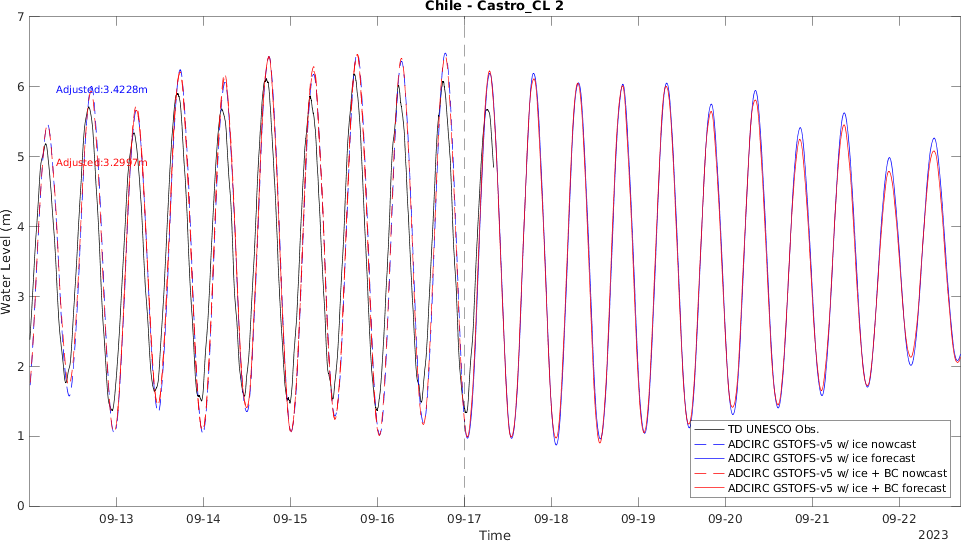 Chile - Castro_CL 2
Water Level (m)
7
6
5
4
3
2
1
0
Adjusted:3.4228m
Adjusted:3.2997m
TD UNESCO Obs.
ADCIRC GSTOFS-v5 w/ ice nowcast
ADCIRC GSTOFS-v5 w/ ice forecast
ADCIRC GSTOFS-v5 w/ ice + BC nowcast
ADCIRC GSTOFS-v5 w/ ice + BC forecast
09-13 09-14 09-15 09-16 09-17 09-18 09-19 09-20 09-21 09-22
Time
2023